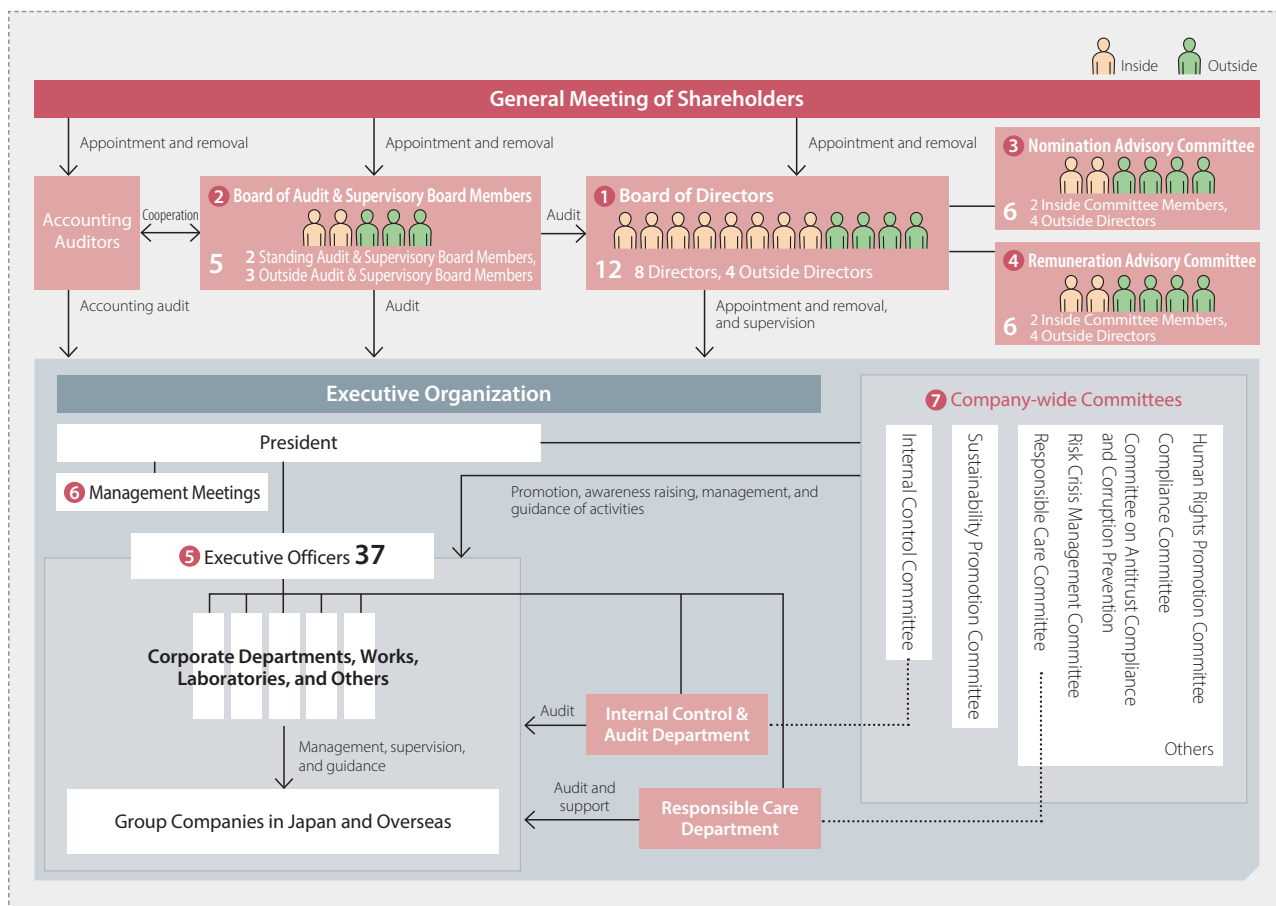 Inside
Outside
General Meeting of Shareholders
Appointment and removal
Appointment and removal
Appointment and removal
Accounting
Auditors
Cooperation
2 Board of Audit & Supervisory Board Members
5
2 Standing Audit & Supervisory Board Members,
3 Outside Audit & Supervisory Board Members
Audit
1 Board of Directors
12 8 Directors, 4 Outside Directors
3 Nomination Advisory Committee
6
2 Inside Committee Members,
4 Outside Directors
4 Remuneration Advisory Committee
6
2 Inside Committee Members,
4 Outside Directors
Accounting audit
Audit
Appointment and removal,
and supervision
Executive Organization
President
6 Management Meetings
Promotion, awareness raising, management, and
guidance of activities
5 Executive Officers 37
Corporate Departments, Works,
Laboratories, and Others
Management, supervision,
and guidance
Group Companies in Japan and Overseas
Audit
Internal Control &
Audit Department
Audit and
support
Responsible Care
Department
7 Company-wide Committees
Internal Control Committee
Sustainability Promotion Committee
Responsible Care Committee
Risk Crisis Management Committee
Committee on Antitrust Compliance
and Corruption Prevention
Compliance Committee
Human Rights Promotion Committee
Others